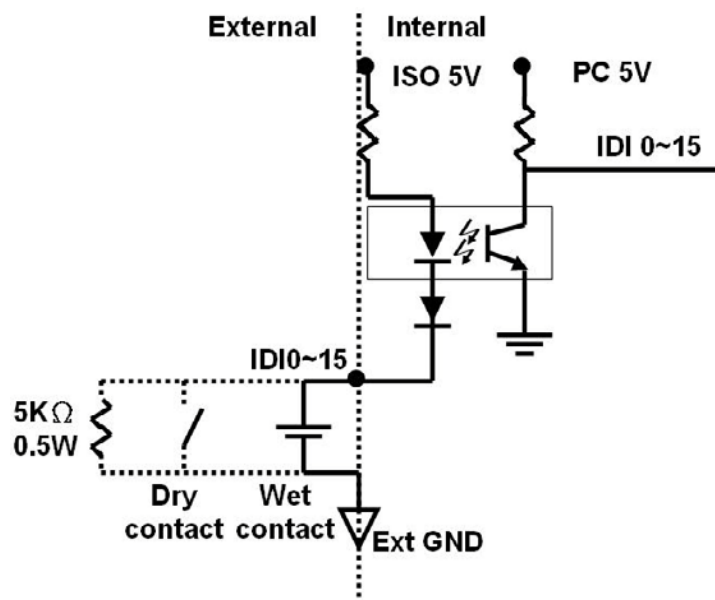 External
Internal
ISO 5V
PC 5V
IDI 0~15
IDI0~15
5KΩ
0.5W
Dry
contact
Wet
contact
Ext GND